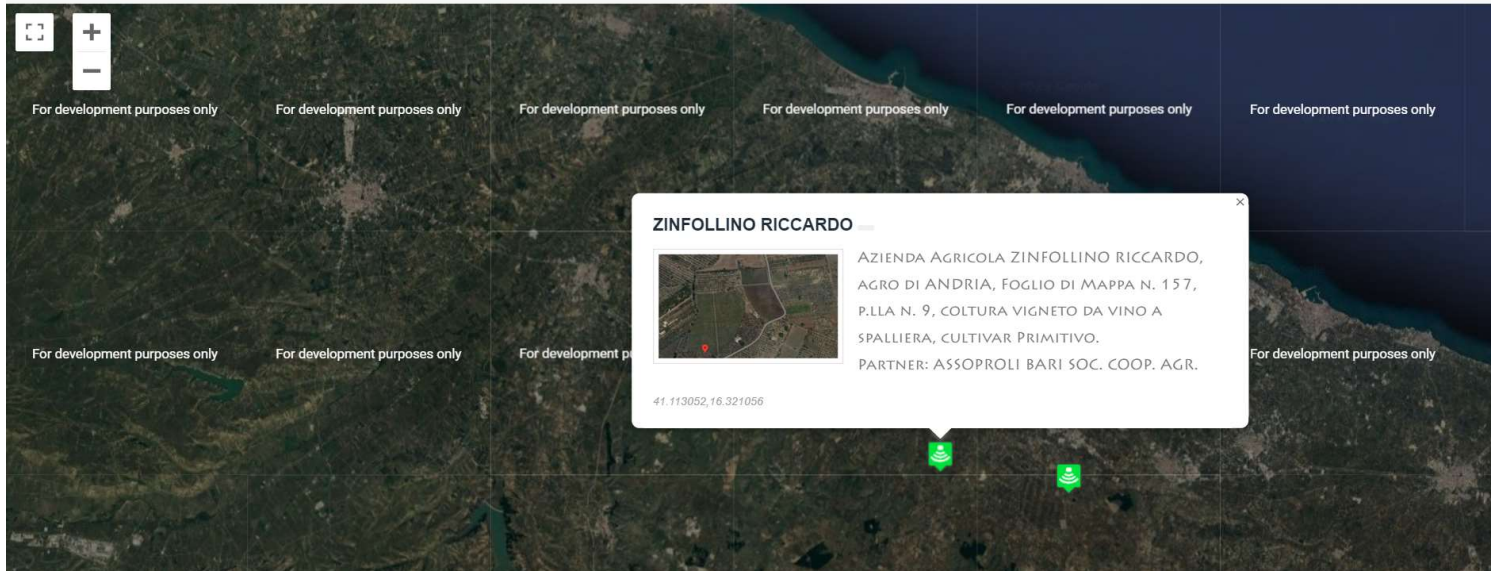 +
−
For development purposes only For development purposes only For development purposes only For development purposes only For development purposes only For development purposes only
ZINFOLLINO RICCARDO
Azienda Agricola ZINFOLLINO RICCARDO,
agro di ANDRIA, Foglio di Mappa n. 157,
p.lla n. 9, coltura vigneto da vino a
spalliera, cultivar Primitivo.
Partner: ASSOPROLI BARI SOC. COOP. AGR.
41.113052,16.321056
For development purposes only For development purposes only For development p For development purposes only